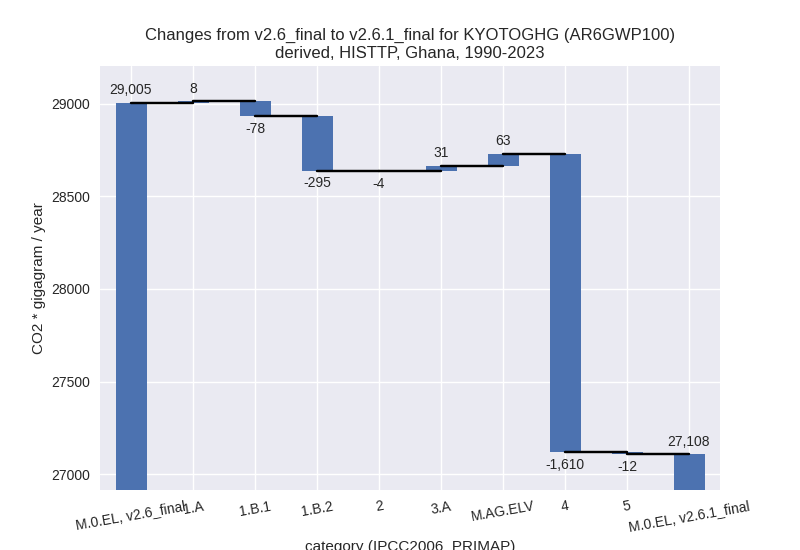 Changes from v2.6_final to v2.6.1_final for KYOTOGHG (AR6GWP100)
derived, HISTTP, Ghana, 1990-2023
29,005
8
-78
-295
-4
31
63
-1,610
-12
27,108
CO2 * gigagram / year
29000
28500
28000
27500
27000
M.0.EL, v2.6_final
1.A
1.B.1
1.B.2
2
3.A
M.AG.ELV
4
5
M.0.EL, v2.6.1_final
category (IPCC2006_PRIMAP)